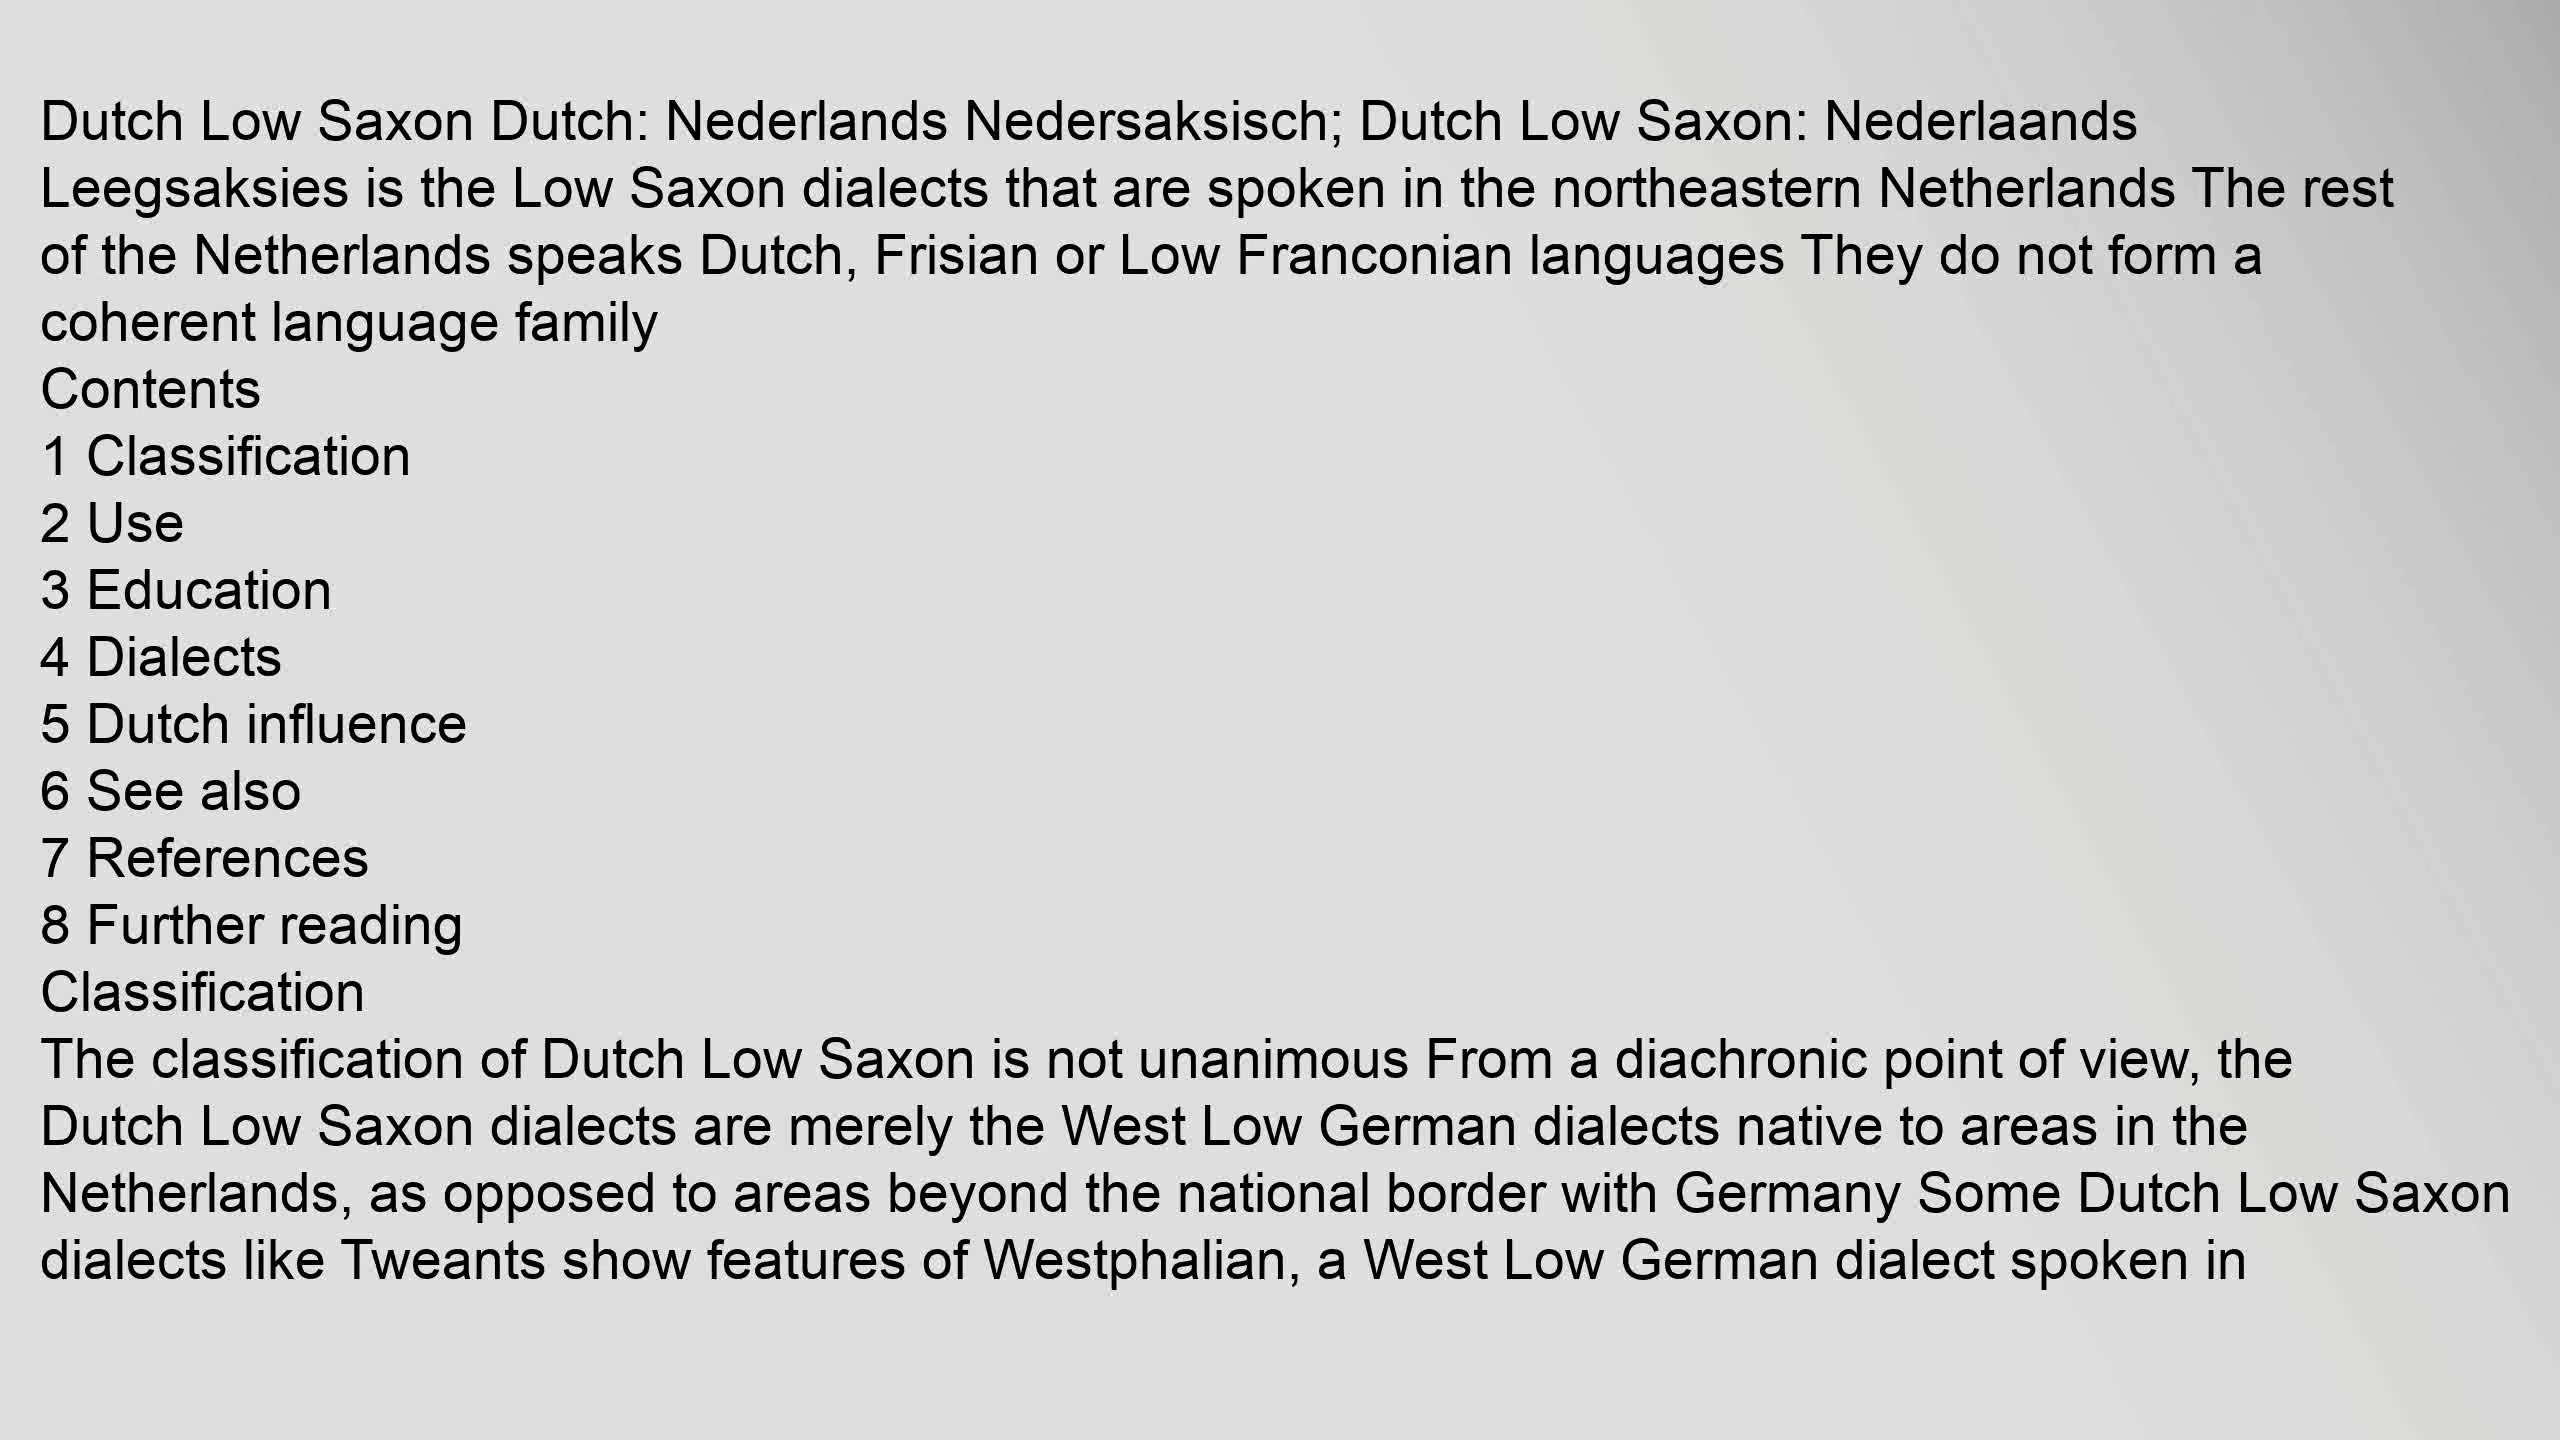 Dutch Low Saxon Dutch: Nederlands Nedersaksisch; Dutch Low Saxon: Nederlaands
Leegsaksies is the Low Saxon dialects that are spoken in the northeastern Netherlands The rest
of the Netherlands speaks Dutch, Frisian or Low Franconian languages They do not form a
coherent language family
Contents
1 Classification
2 Use
3 Education
4 Dialects
5 Dutch influence
6 See also
7 References
8 Further reading
Classification
The classification of Dutch Low Saxon is not unanimous From a diachronic point of view, the
Dutch Low Saxon dialects are merely the West Low German dialects native to areas in the
Netherlands, as opposed to areas beyond the national border with Germany Some Dutch Low Saxon
dialects like Tweants show features of Westphalian, a West Low German dialect spoken in